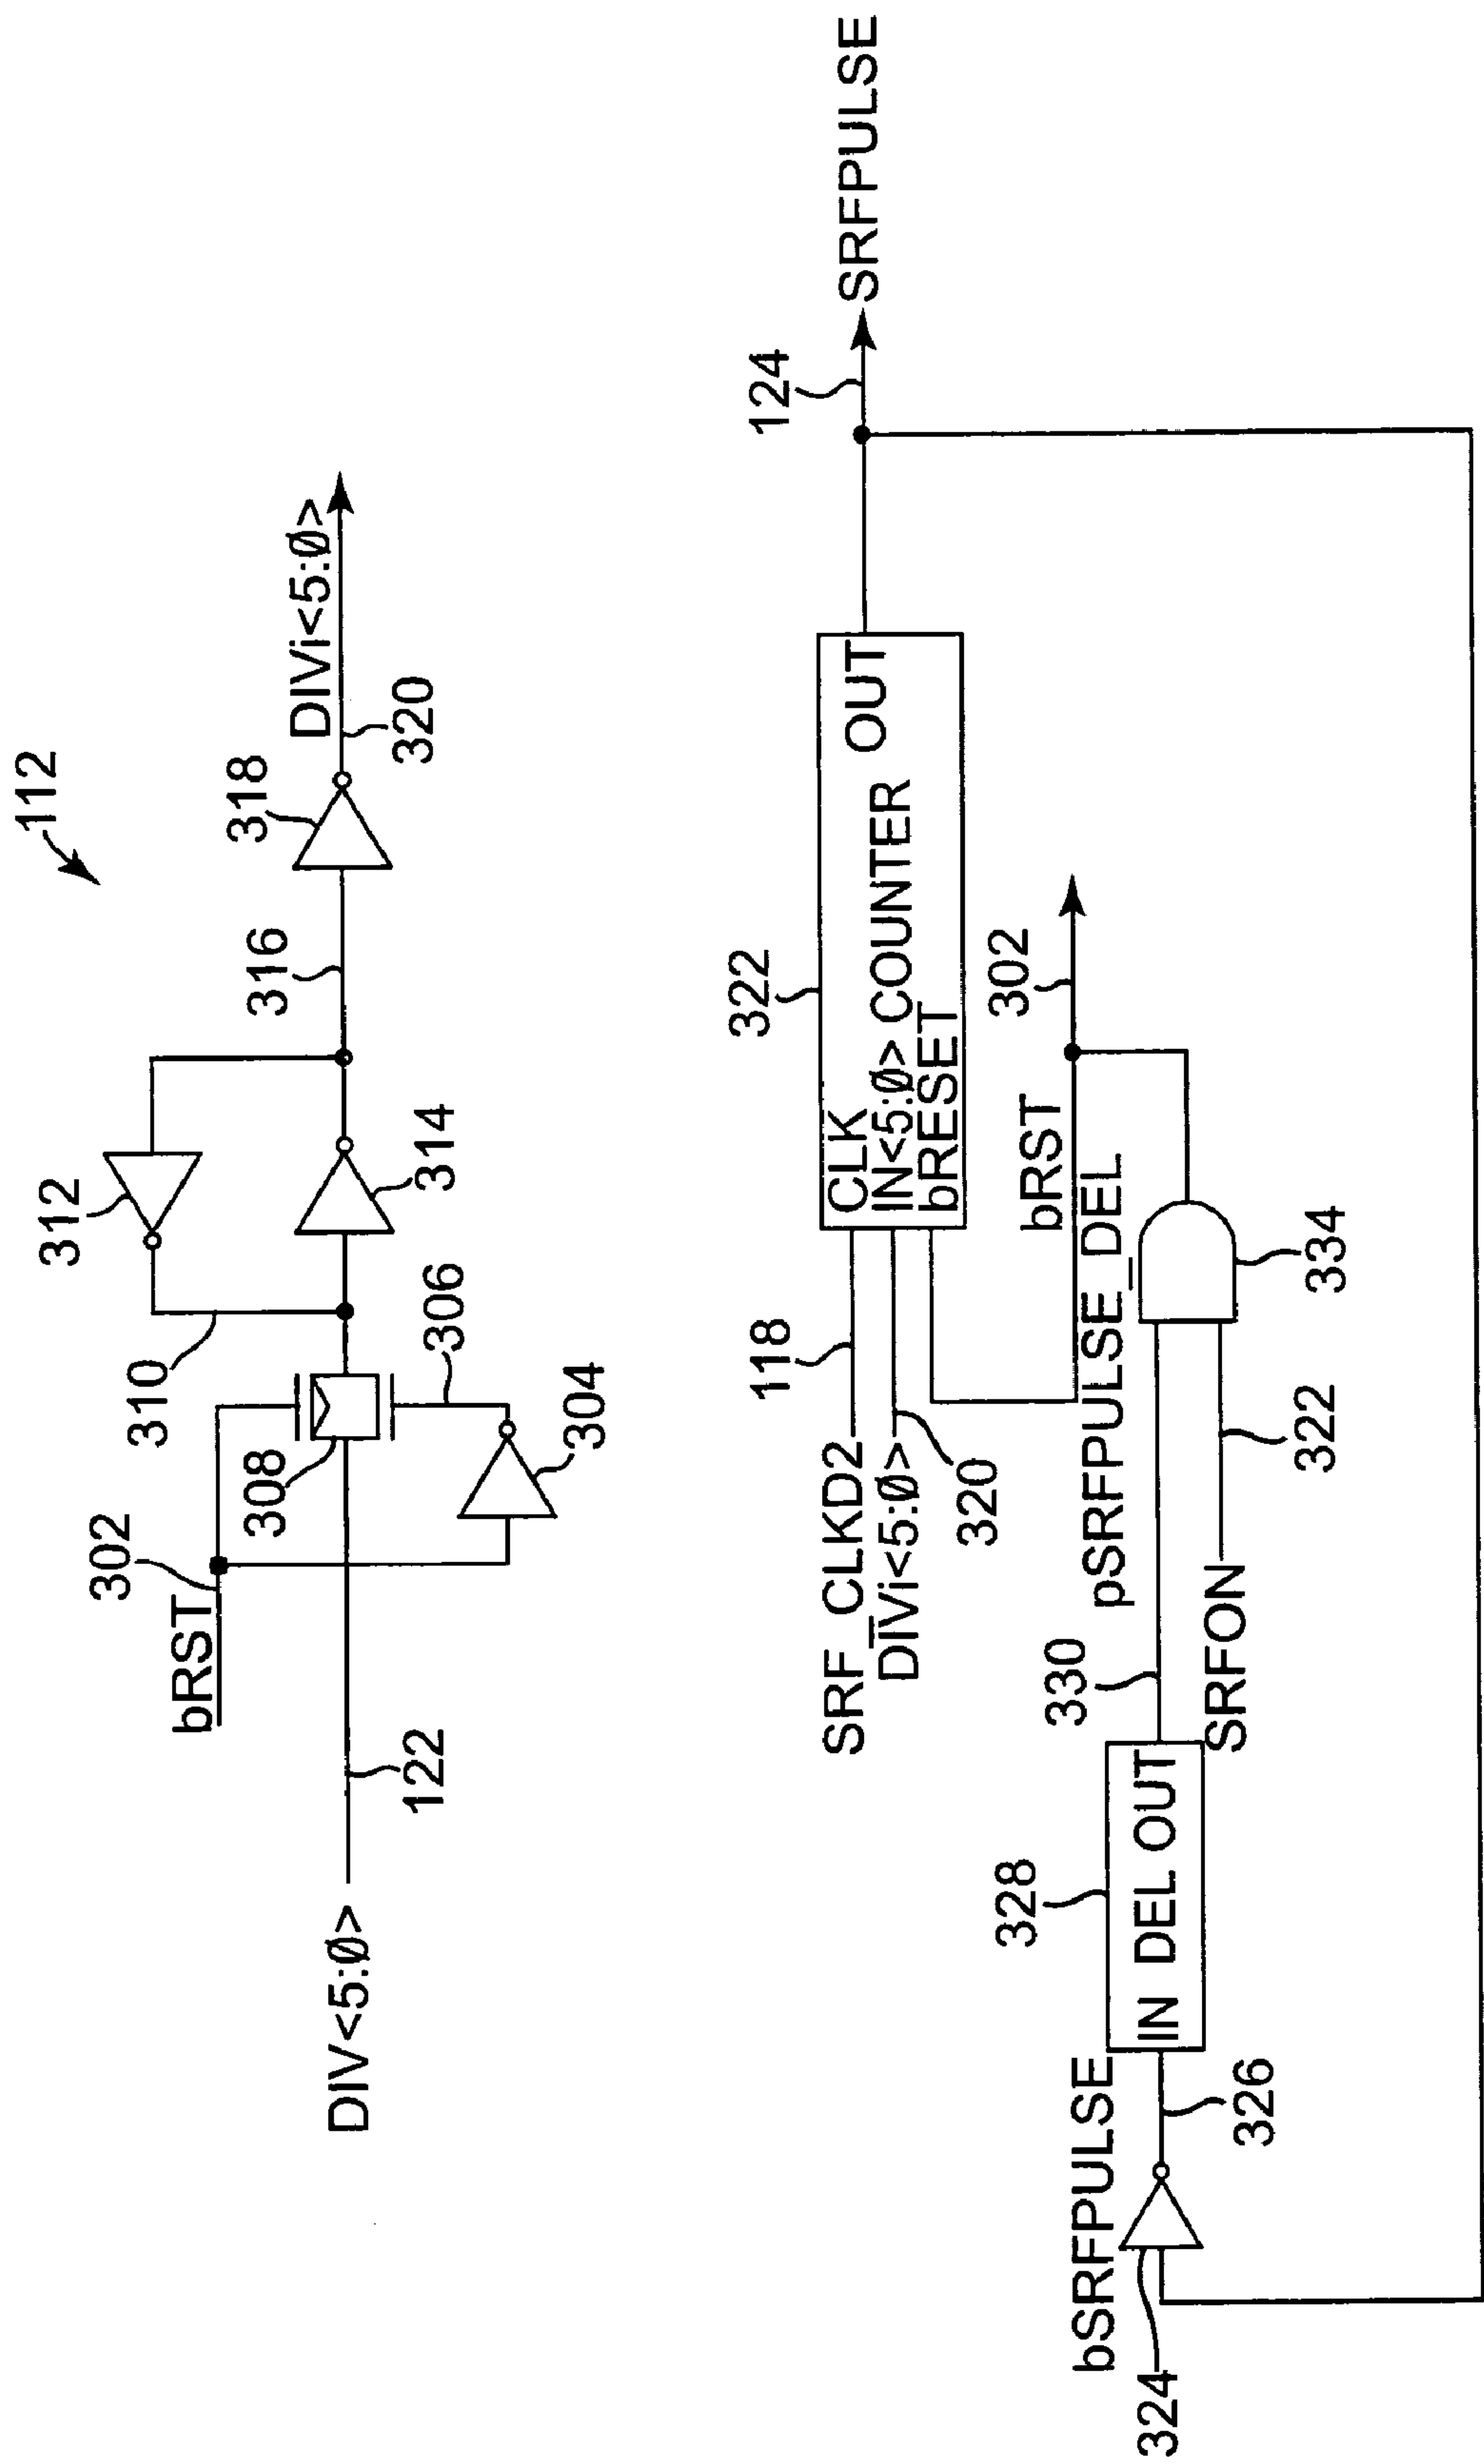 112
bRST
302
308
310
312
316
318
DIVi<5:Ø>
320
314
306
304
DIV<5:Ø>
122
SRF_CLKD2
118
DIVi<5:Ø>
320
322
CLK
IN<5:Ø> COUNTER OUT
bRESET
124
SRFPULSE
bRST
302
bSRFPULSE
324
326
328
IN DEL OUT
330
pSRFPULSE_DEL
SRFON
322
334